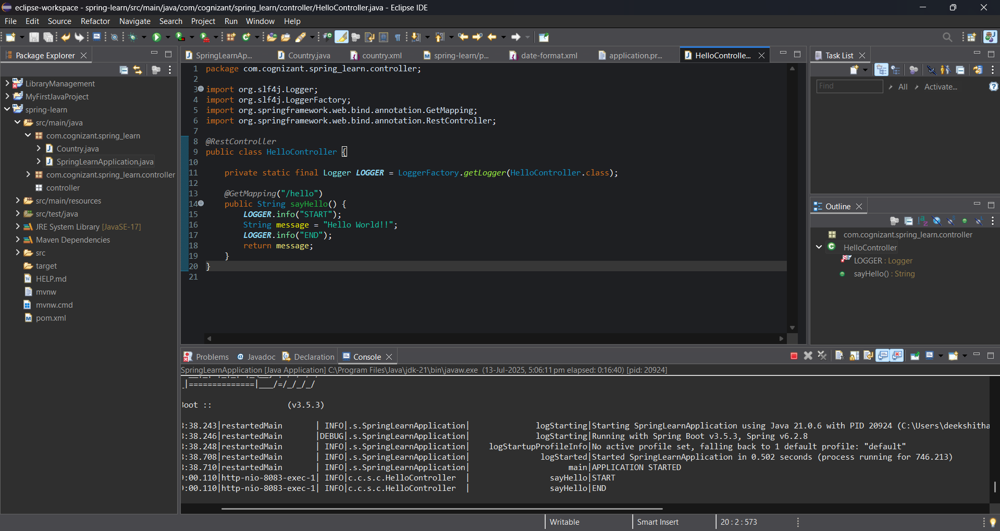 eclipse-workspace - spring-learn/src/main/java/com/cognizant/spring_learn/controller/HelloController.java - Eclipse IDE
File Edit Source Refactor Navigate Search Project Run Window Help
Package Explorer
LibraryManagement
MyFirstJavaProject
spring-learn
src/main/java
com.cognizant.spring_learn
Country.java
SpringLearnApplication.java
com.cognizant.spring_learn.controller
controller
src/main/resources
src/test/java
JRE System Library [JavaSE-17]
Maven Dependencies
src
target
HELP.md
mvnw
mvnw.cmd
pom.xml
SpringLearnAp... Country.java country.xml spring-learn/p... date-format.xml application.pr... HelloControlle...
1 package com.cognizant.spring_learn.controller;
2
3 import org.slf4j.Logger;
4 import org.slf4j.LoggerFactory;
5 import org.springframework.web.bind.annotation.GetMapping;
6 import org.springframework.web.bind.annotation.RestController;
7
8 @RestController
9 public class HelloController {
10
11 private static final Logger LOGGER = LoggerFactory.getLogger(HelloController.class);
12
13 @GetMapping("/hello")
14 public String sayHello() {
15 LOGGER.info("START");
16 String message = "Hello World!!";
17 LOGGER.info("END");
18 return message;
19 }
20 }
21
Task List
Find All Activate...
Outline
com.cognizant.spring_learn.controller
HelloController
LOGGER : Logger
sayHello() : String
Problems Javadoc Declaration Console
SpringLearnApplication [Java Application] C:\Program Files\Java\jdk-21\bin\javaw.exe (13-Jul-2025, 5:06:11 pm elapsed: 0:16:40) [pid: 20924]
_|==============|___/=/_/_/_/
Boot :: (v3.5.3)
3:38.243|restartedMain | INFO|.s.SpringLearnApplication| logStarting|Starting SpringLearnApplication using Java 21.0.6 with PID 20924 (C:\Users\deekshitha
3:38.246|restartedMain |DEBUG|.s.SpringLearnApplication| logStarting|Running with Spring Boot v3.5.3, Spring v6.2.8
3:38.248|restartedMain | INFO|.s.SpringLearnApplication| logStartupProfileInfo|No active profile set, falling back to 1 default profile: "default"
3:38.708|restartedMain | INFO|.s.SpringLearnApplication| logStarted|Started SpringLearnApplication in 0.502 seconds (process running for 746.213)
3:38.710|restartedMain | INFO|.s.SpringLearnApplication| main|APPLICATION STARTED
:00.110|http-nio-8083-exec-1| INFO|c.c.s.c.HelloController | sayHello|START
:00.110|http-nio-8083-exec-1| INFO|c.c.s.c.HelloController | sayHello|END
Writable Smart Insert 20 : 2 : 573